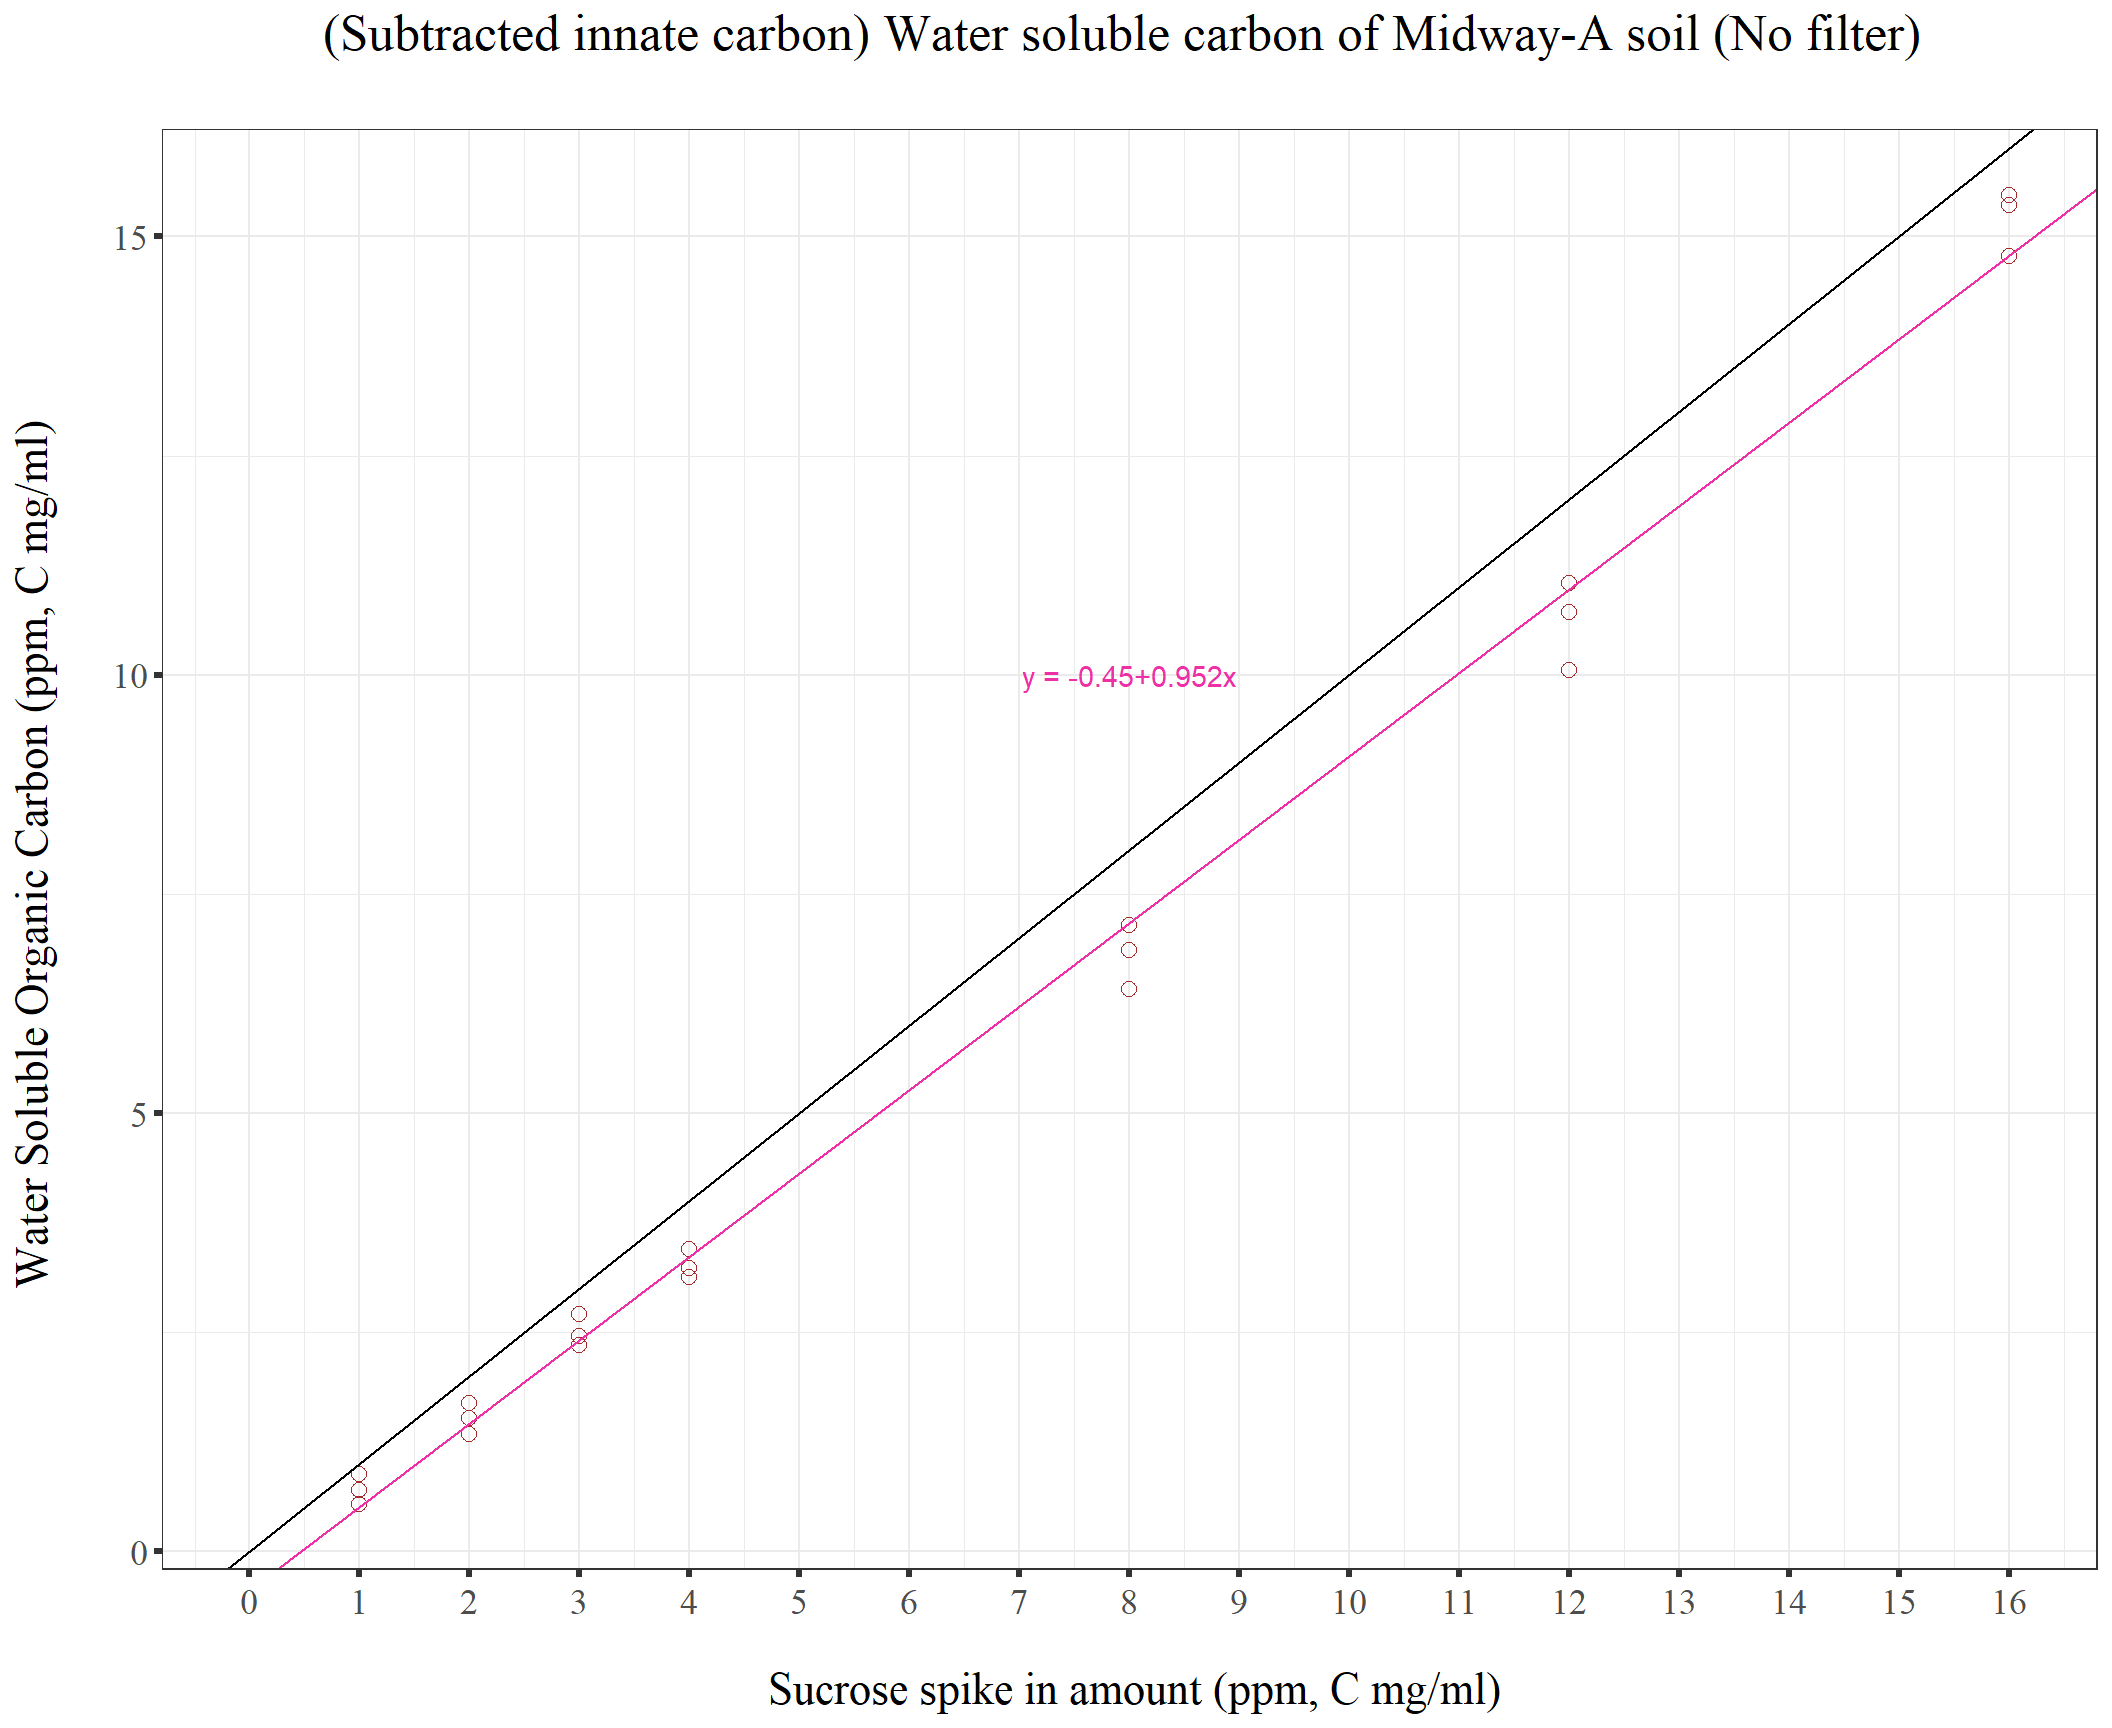 (Subtracted innate carbon) Water soluble carbon of Midway-A soil (No filter)
Water Soluble Organic Carbon (ppm, C mg/ml)
15
10
5
0
y = -0.45+0.952x
0 1 2 3 4 5 6 7 8 9 10 11 12 13 14 15 16
Sucrose spike in amount (ppm, C mg/ml)